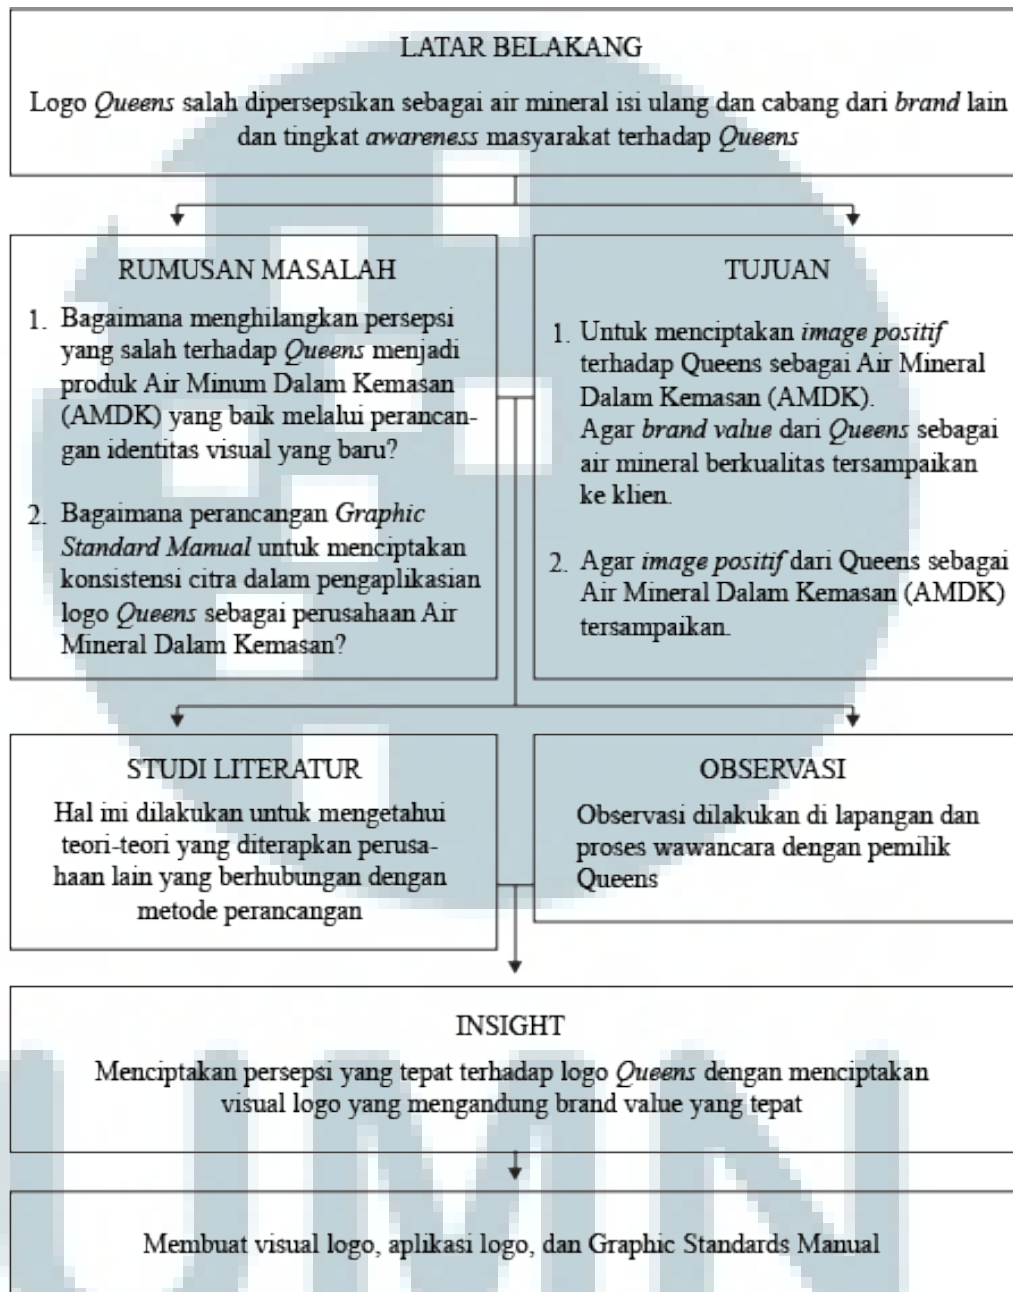 LATAR BELAKANG
Logo Queens salah dipersepsikan sebagai air mineral isi ulang dan cabang dari brand lain
dan tingkat awareness masyarakat terhadap Queens
RUMUSAN MASALAH
1. Bagaimana menghilangkan persepsi
yang salah terhadap Queens menjadi
produk Air Minum Dalam Kemasan
(AMDK) yang baik melalui perancan-
gan identitas visual yang baru?
2. Bagaimana perancangan Graphic
Standard Manual untuk menciptakan
konsistensi citra dalam pengaplikasian
logo Queens sebagai perusahaan Air
Mineral Dalam Kemasan?
TUJUAN
1. Untuk menciptakan image positif
terhadap Queens sebagai Air Mineral
Dalam Kemasan (AMDK).
Agar brand value dari Queens sebagai
air mineral berkualitas tersampaikan
ke klien.
2. Agar image positif dari Queens sebagai
Air Mineral Dalam Kemasan (AMDK)
tersampaikan.
STUDI LITERATUR
Hal ini dilakukan untuk mengetahui
teori-teori yang diterapkan perusa-
haan lain yang berhubungan dengan
metode perancangan
OBSERVASI
Observasi dilakukan di lapangan dan
proses wawancara dengan pemilik
Queens
INSIGHT
Menciptakan persepsi yang tepat terhadap logo Queens dengan menciptakan
visual logo yang mengandung brand value yang tepat
Membuat visual logo, aplikasi logo, dan Graphic Standards Manual
UMN